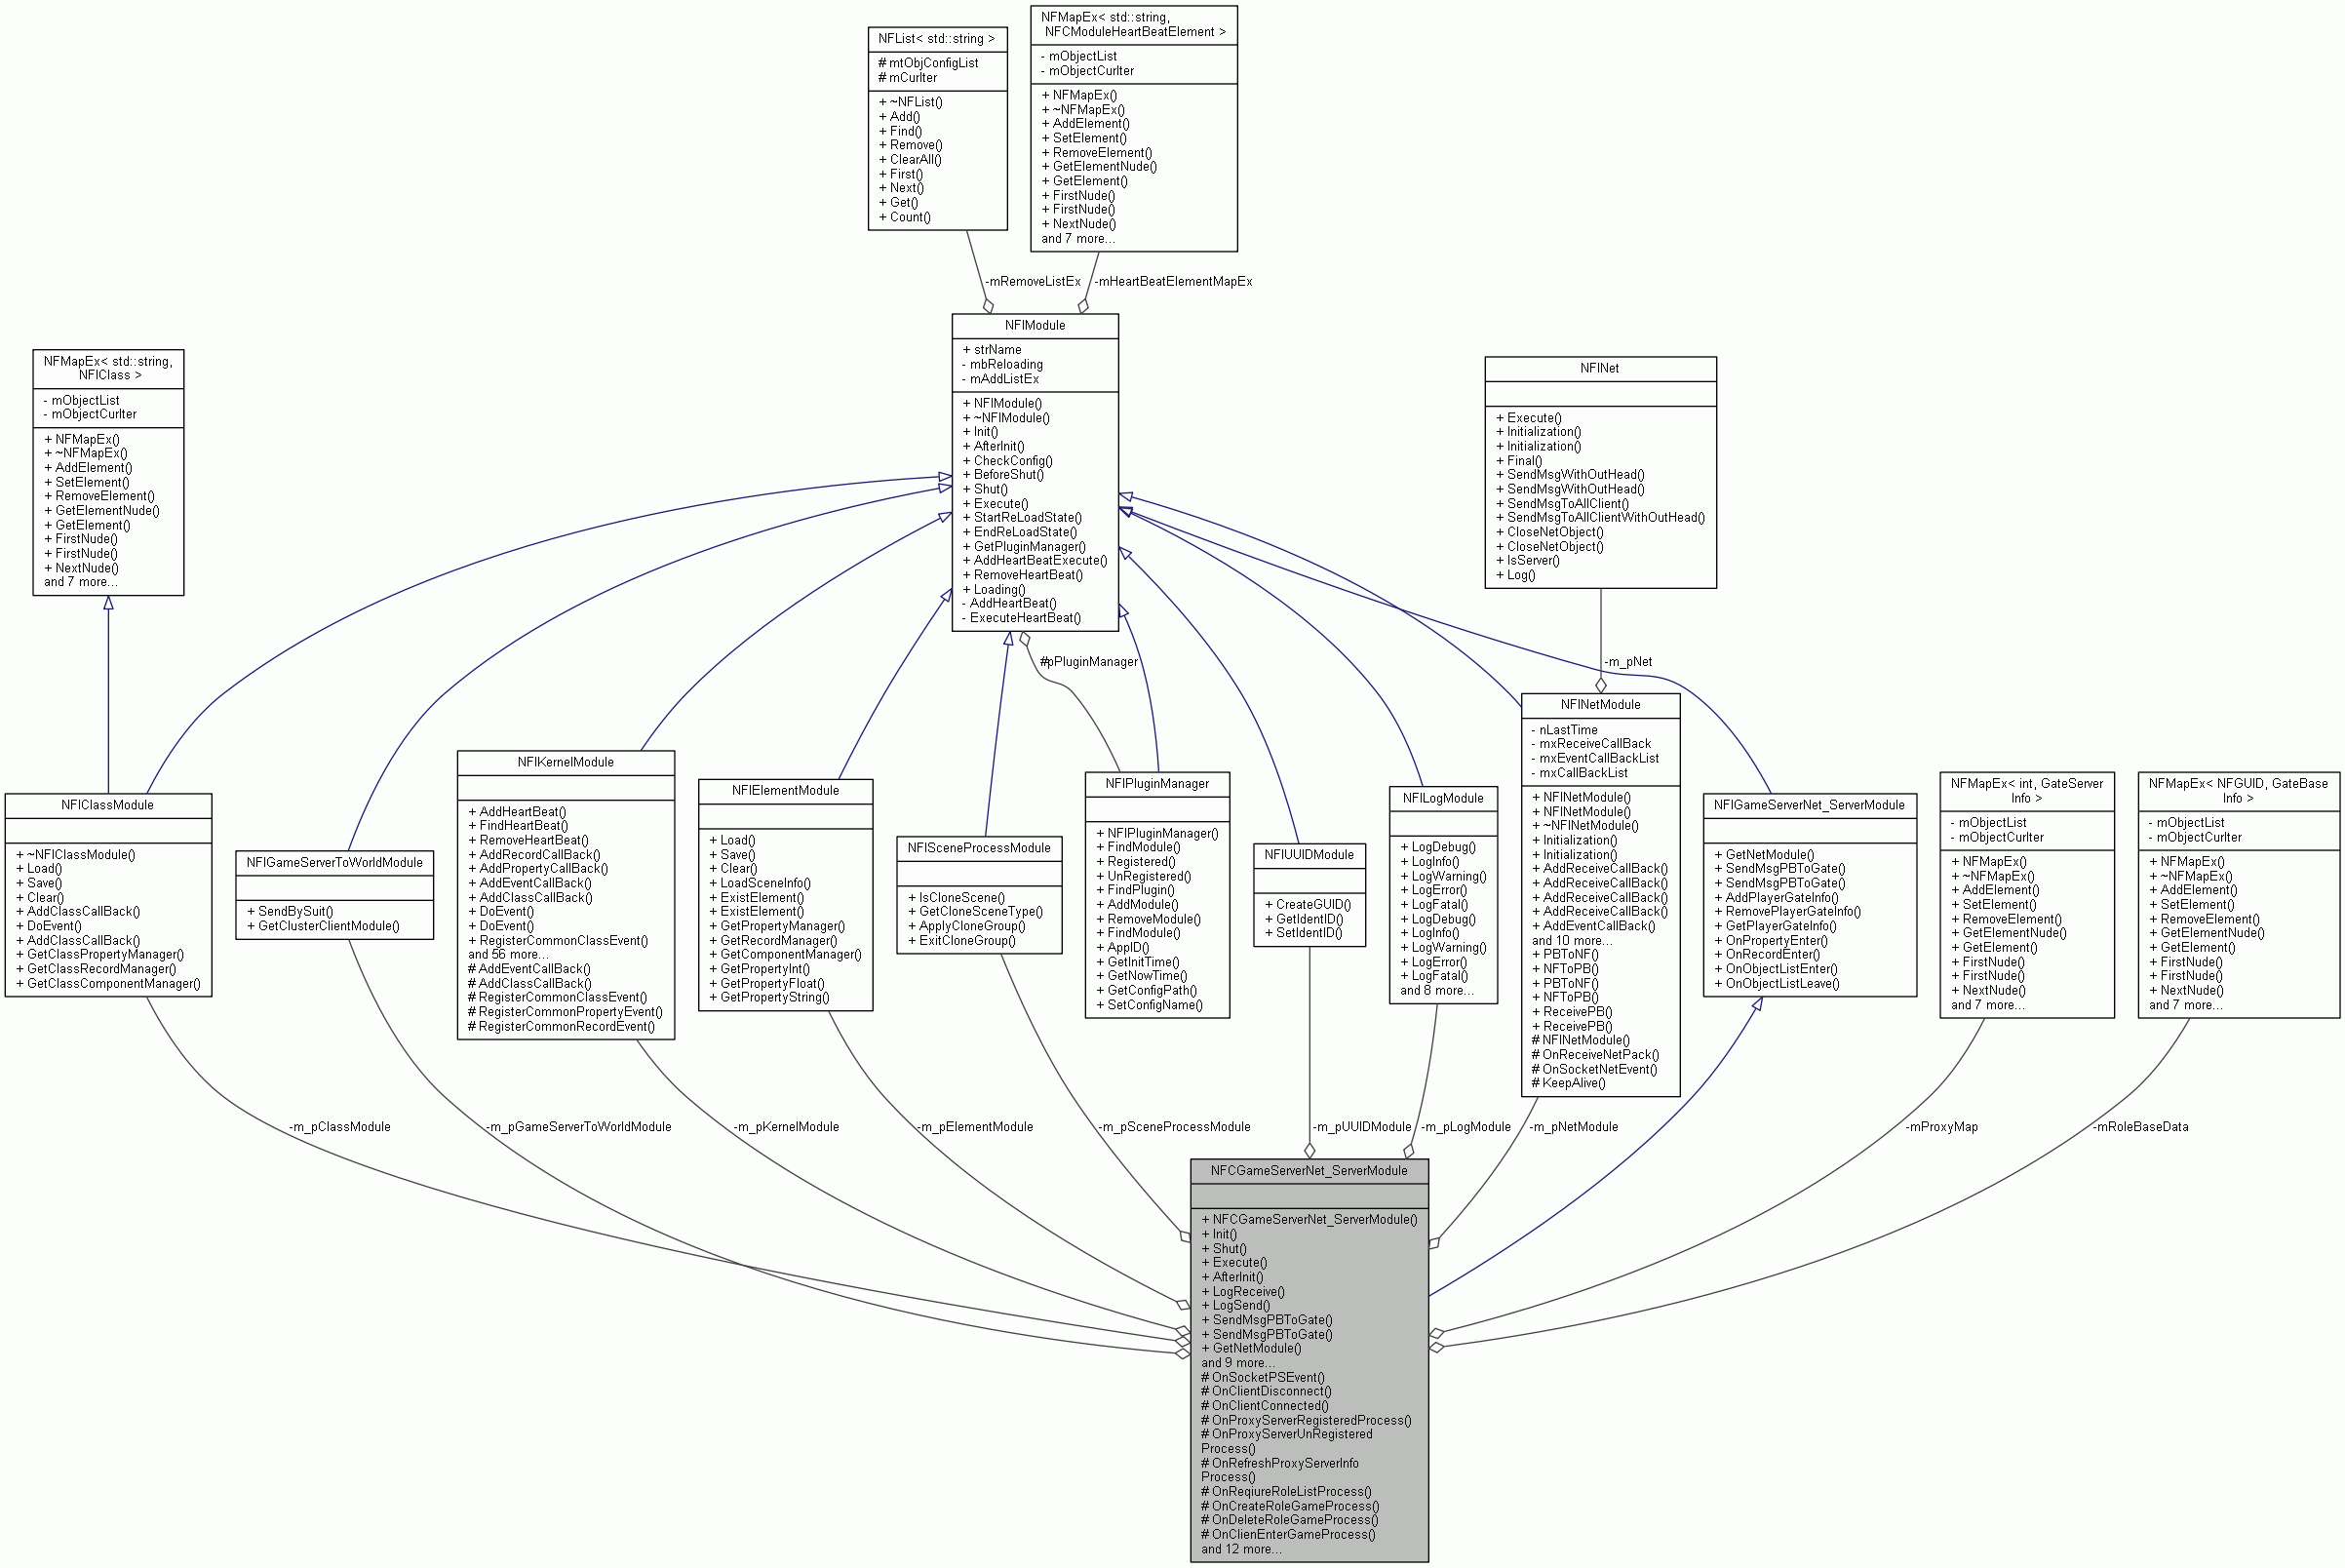 NFList< std::string >
# mtObjConfigList
# mCurIter
+ ~NFList()
+ Add()
+ Find()
+ Remove()
+ ClearAll()
+ First()
+ Next()
+ Get()
+ Count()
NFMapEx< std::string,
NFCModuleHeartBeatElement >
- mObjectList
- mObjectCurIter
+ NFMapEx()
+ ~NFMapEx()
+ AddElement()
+ SetElement()
+ RemoveElement()
+ GetElementNude()
+ GetElement()
+ FirstNude()
+ FirstNude()
+ NextNude()
and 7 more...
-mRemoveListEx
-mHeartBeatElementMapEx
NFIModule
+ strName
- mbReloading
- mAddListEx
+ NFIModule()
+ ~NFIModule()
+ Init()
+ AfterInit()
+ CheckConfig()
+ BeforeShut()
+ Shut()
+ Execute()
+ StartReLoadState()
+ EndReLoadState()
+ GetPluginManager()
+ AddHeartBeatExecute()
+ RemoveHeartBeat()
+ Loading()
- AddHeartBeat()
- ExecuteHeartBeat()
NFMapEx< std::string,
NFIClass >
- mObjectList
- mObjectCurIter
+ NFMapEx()
+ ~NFMapEx()
+ AddElement()
+ SetElement()
+ RemoveElement()
+ GetElementNude()
+ GetElement()
+ FirstNude()
+ FirstNude()
+ NextNude()
and 7 more...
NFINet
+ Execute()
+ Initialization()
+ Initialization()
+ Final()
+ SendMsgWithOutHead()
+ SendMsgWithOutHead()
+ SendMsgToAllClient()
+ SendMsgToAllClientWithOutHead()
+ CloseNetObject()
+ CloseNetObject()
+ IsServer()
+ Log()
#pPluginManager
-m_pNet
NFIClassModule
+ ~NFIClassModule()
+ Load()
+ Save()
+ Clear()
+ AddClassCallBack()
+ DoEvent()
+ AddClassCallBack()
+ GetClassPropertyManager()
+ GetClassRecordManager()
+ GetClassComponentManager()
NFIGameServerToWorldModule
+ SendBySuit()
+ GetClusterClientModule()
NFIKernelModule
+ AddHeartBeat()
+ FindHeartBeat()
+ RemoveHeartBeat()
+ AddRecordCallBack()
+ AddPropertyCallBack()
+ AddEventCallBack()
+ AddClassCallBack()
+ DoEvent()
+ DoEvent()
+ RegisterCommonClassEvent()
and 56 more...
# AddEventCallBack()
# AddClassCallBack()
# RegisterCommonClassEvent()
# RegisterCommonPropertyEvent()
# RegisterCommonRecordEvent()
NFIElementModule
+ Load()
+ Save()
+ Clear()
+ LoadSceneInfo()
+ ExistElement()
+ ExistElement()
+ GetPropertyManager()
+ GetRecordManager()
+ GetComponentManager()
+ GetPropertyInt()
+ GetPropertyFloat()
+ GetPropertyString()
NFISceneProcessModule
+ IsCloneScene()
+ GetCloneSceneType()
+ ApplyCloneGroup()
+ ExitCloneGroup()
NFIPluginManager
+ NFIPluginManager()
+ FindModule()
+ Registered()
+ UnRegistered()
+ FindPlugin()
+ AddModule()
+ RemoveModule()
+ FindModule()
+ AppID()
+ GetInitTime()
+ GetNowTime()
+ GetConfigPath()
+ SetConfigName()
NFIUUIDModule
+ CreateGUID()
+ GetIdentID()
+ SetIdentID()
NFILogModule
+ LogDebug()
+ LogInfo()
+ LogWarning()
+ LogError()
+ LogFatal()
+ LogDebug()
+ LogInfo()
+ LogWarning()
+ LogError()
+ LogFatal()
and 8 more...
NFINetModule
- nLastTime
- mxReceiveCallBack
- mxEventCallBackList
- mxCallBackList
+ NFINetModule()
+ NFINetModule()
+ ~NFINetModule()
+ Initialization()
+ Initialization()
+ AddReceiveCallBack()
+ AddReceiveCallBack()
+ AddReceiveCallBack()
+ AddReceiveCallBack()
+ AddEventCallBack()
and 10 more...
+ PBToNF()
+ NFToPB()
+ PBToNF()
+ NFToPB()
+ ReceivePB()
+ ReceivePB()
# NFINetModule()
# OnReceiveNetPack()
# OnSocketNetEvent()
# KeepAlive()
NFIGameServerNet_ServerModule
+ GetNetModule()
+ SendMsgPBToGate()
+ SendMsgPBToGate()
+ AddPlayerGateInfo()
+ RemovePlayerGateInfo()
+ GetPlayerGateInfo()
+ OnPropertyEnter()
+ OnRecordEnter()
+ OnObjectListEnter()
+ OnObjectListLeave()
NFMapEx< int, GateServer
Info >
- mObjectList
- mObjectCurIter
+ NFMapEx()
+ ~NFMapEx()
+ AddElement()
+ SetElement()
+ RemoveElement()
+ GetElementNude()
+ GetElement()
+ FirstNude()
+ FirstNude()
+ NextNude()
and 7 more...
NFMapEx< NFGUID, GateBase
Info >
- mObjectList
- mObjectCurIter
+ NFMapEx()
+ ~NFMapEx()
+ AddElement()
+ SetElement()
+ RemoveElement()
+ GetElementNude()
+ GetElement()
+ FirstNude()
+ FirstNude()
+ NextNude()
and 7 more...
-m_pClassModule
-m_pGameServerToWorldModule
-m_pKernelModule
-m_pElementModule
-m_pSceneProcessModule
-m_pUUIDModule
-m_pLogModule
-m_pNetModule
-mProxyMap
-mRoleBaseData
NFCGameServerNet_ServerModule
+ NFCGameServerNet_ServerModule()
+ Init()
+ Shut()
+ Execute()
+ AfterInit()
+ LogReceive()
+ LogSend()
+ SendMsgPBToGate()
+ SendMsgPBToGate()
+ GetNetModule()
and 9 more...
# OnSocketPSEvent()
# OnClientDisconnect()
# OnClientConnected()
# OnProxyServerRegisteredProcess()
# OnProxyServerUnRegistered
Process()
# OnRefreshProxyServerInfo
Process()
# OnReqiureRoleListProcess()
# OnCreateRoleGameProcess()
# OnDeleteRoleGameProcess()
# OnClienEnterGameProcess()
and 12 more...